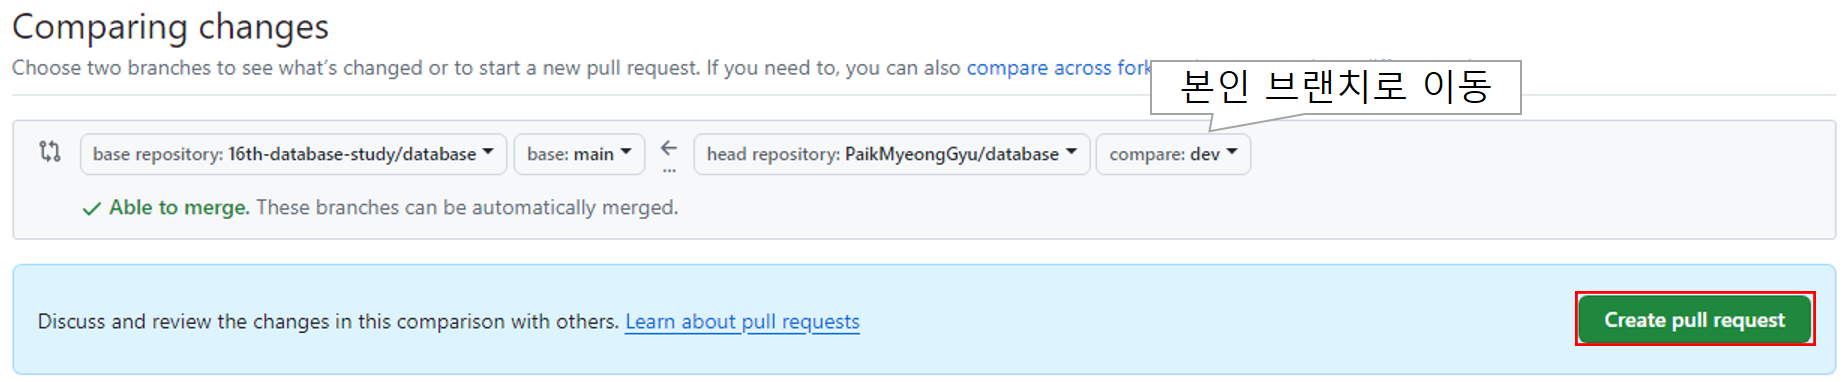 Comparing changes
Choose two branches to see what's changed or to start a new pull request. If you need to, you can also compare across fork
본인 브랜치로 이동
base repository: 16th-database-study/database base: main ← head repository: PaikMyeongGyu/database compare: dev
...
Able to merge. These branches can be automatically merged.
Discuss and review the changes in this comparison with others. Learn about pull requests
Create pull request